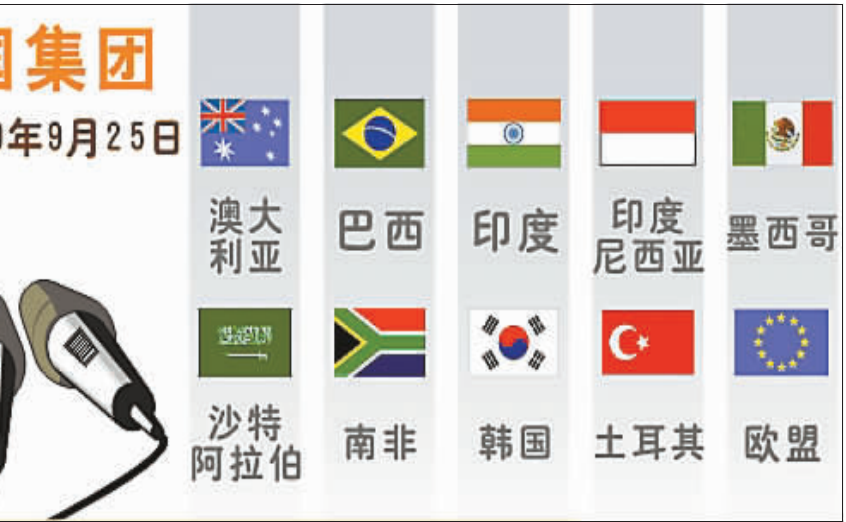 集团
年9月25日
澳大
利亚
巴西
印度
印度
尼西亚
墨西哥
沙特
阿拉伯
南非
韩国
土耳其
欧盟